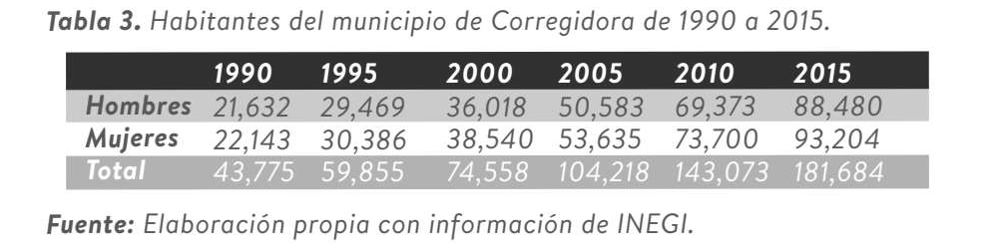 Tabla 3. Habitantes del municipio de Corregidora de 1990 a 2015.
1990 1995 2000 2005 2010 2015
Hombres 21,632 29,469 36,018 50,583 69,373 88,480
Mujeres 22,143 30,386 38,540 53,635 73,700 93,204
Total 43,775 59,855 74,558 104,218 143,073 181,684
Fuente: Elaboración propia con información de INEGI.